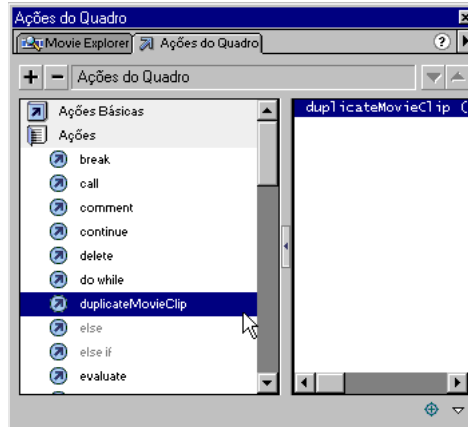 Ações do Quadro
Movie Explorer Ações do Quadro ?
+ − Ações do Quadro
Ações Básicas
duplicateMovieClip (
Ações
break
call
comment
continue
delete
do while
duplicateMovieClip
else
else if
evaluate